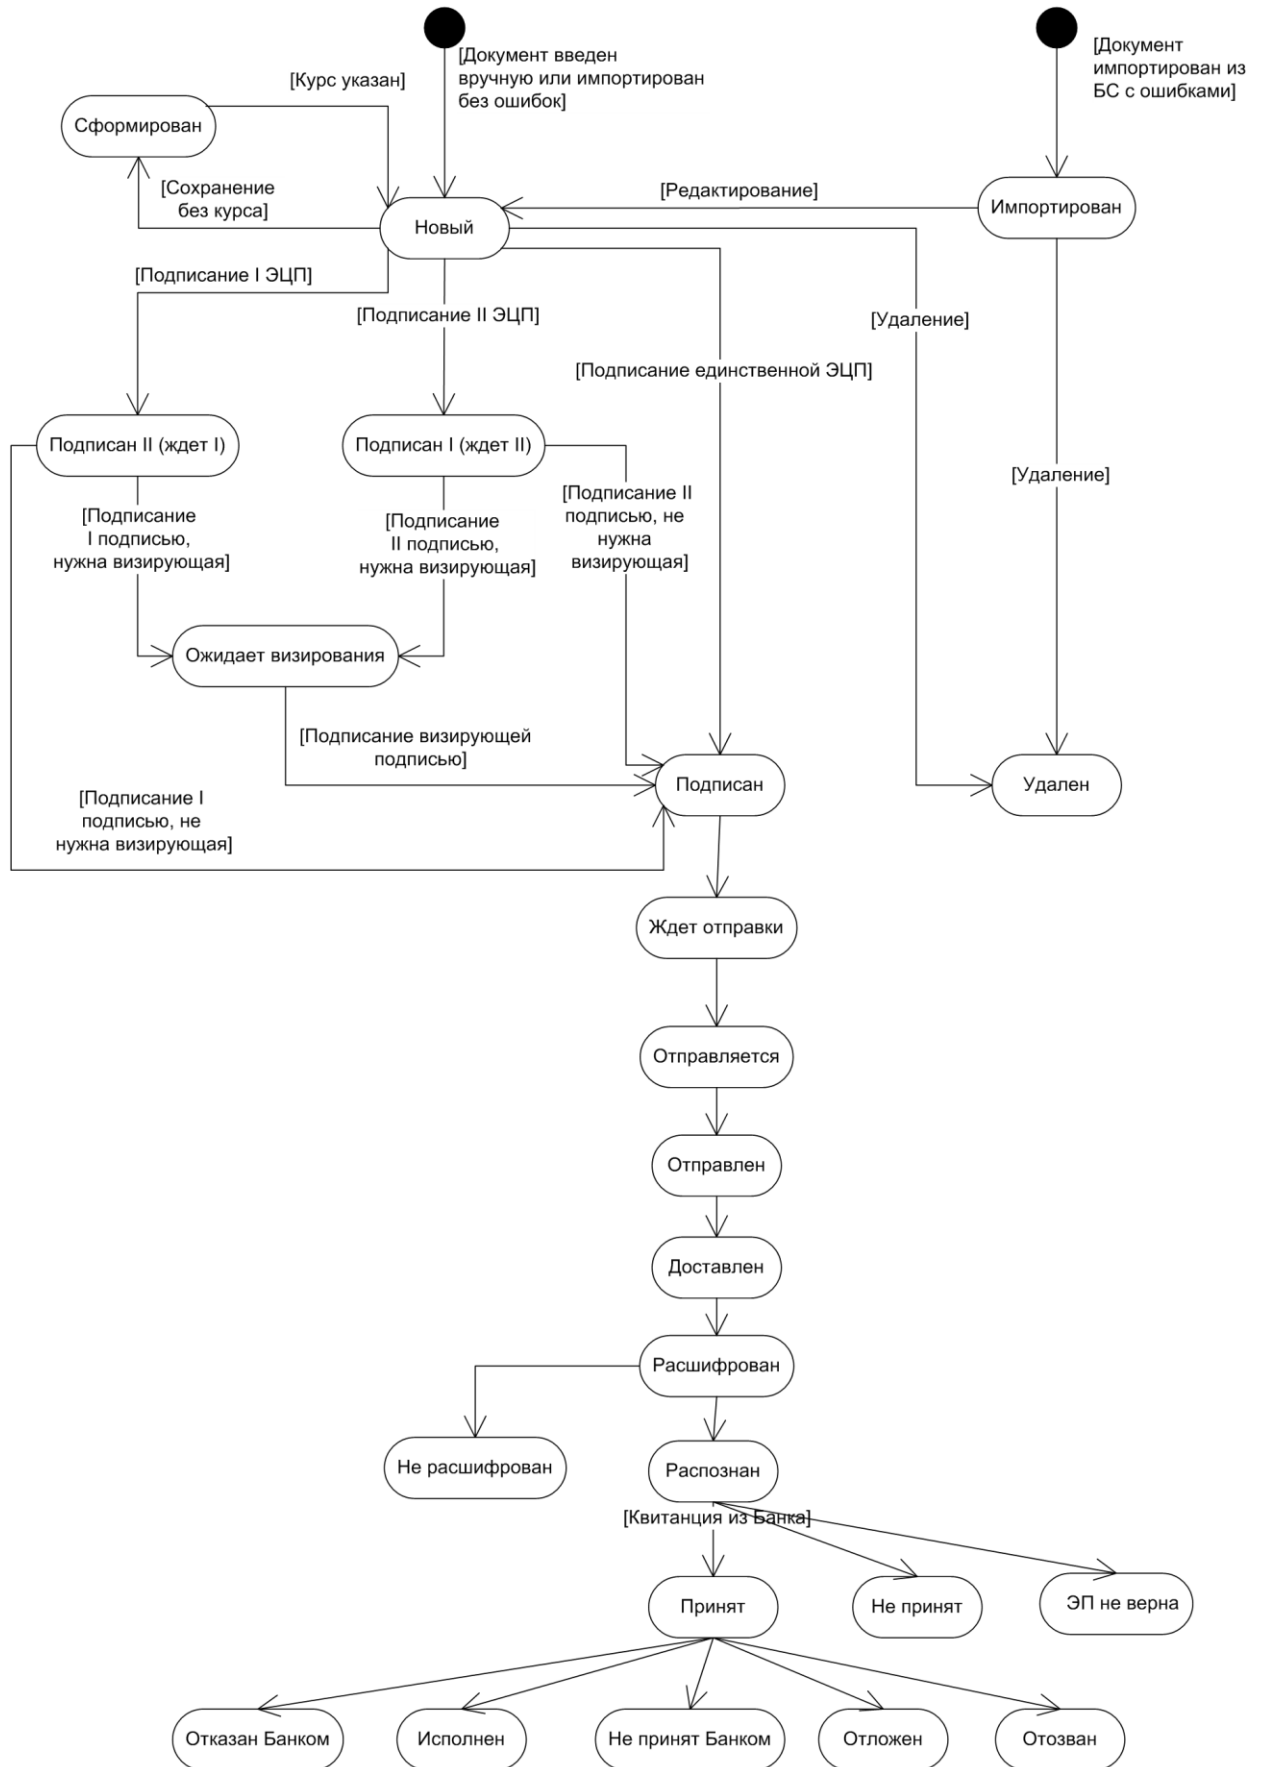 [Документ введен
вручную или импортирован
без ошибок]
[Документ
импортирован из
БС с ошибками]
[Курс указан]
Сформирован
[Сохранение
без курса]
[Редактирование]
Импортирован
Новый
[Подписание I ЭЦП]
[Подписание II ЭЦП]
[Удаление]
[Подписание единственной ЭЦП]
Подписан II (ждет I)
Подписан I (ждет II)
[Удаление]
[Подписание
I подписью,
нужна визирующая]
[Подписание
II подписью,
нужна визирующая]
[Подписание II
подписью, не
нужна
визирующая]
Ожидает визирования
[Подписание визирующей
подписью]
Подписан
Удален
[Подписание I
подписью, не
нужна визирующая]
Ждет отправки
Отправляется
Отправлен
Доставлен
Расшифрован
Не расшифрован
Распознан
[Квитанция из Банка]
Принят
Не принят
ЭП не верна
Отказан Банком
Исполнен
Не принят Банком
Отложен
Отозван